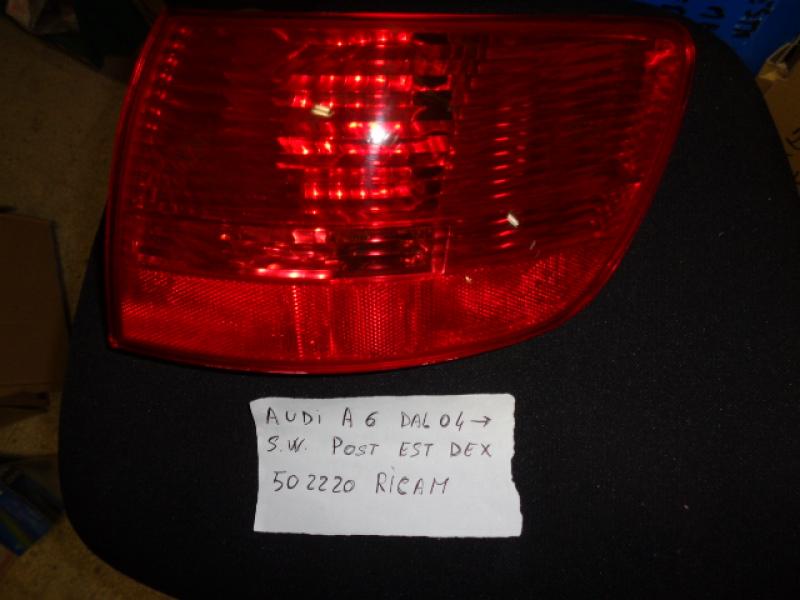 AUDI A6 DAL 04→
S.W. POST EST DEX
502220 RICAM